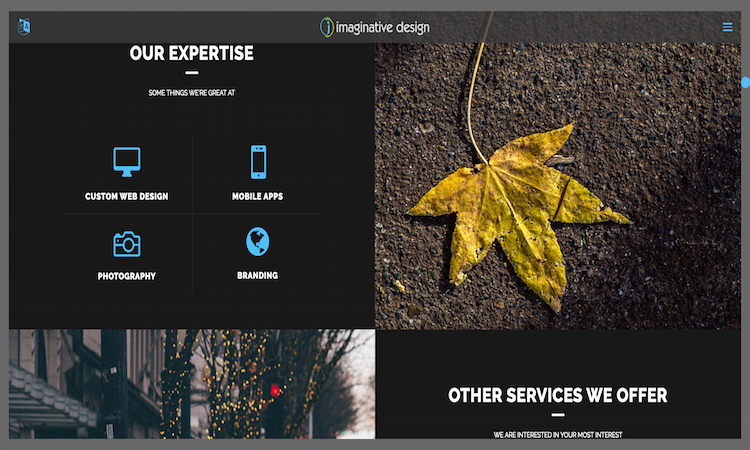 imaginative design
OUR EXPERTISE
SOME THINGS WE'RE GREAT AT
CUSTOM WEB DESIGN
MOBILE APPS
PHOTOGRAPHY
BRANDING
OTHER SERVICES WE OFFER
WE ARE INTERESTED IN YOUR MOST INTEREST